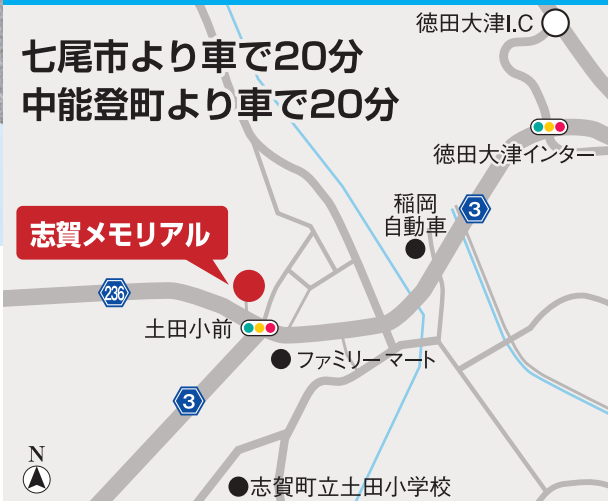 徳田大津I.C
七尾市より車で20分
中能登町より車で20分
徳田大津インター
稲岡
自動車
3
志賀メモリアル
236
土田小前
ファミリーマート
3
N
志賀町立土田小学校